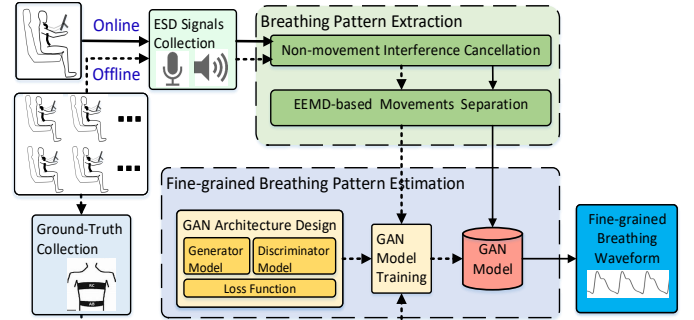 Online
Offline
ESD Signals
Collection
Breathing Pattern Extraction
Non-movement Interference Cancellation
EEMD-based Movements Separation
Fine-grained Breathing Pattern Estimation
Ground-Truth
Collection
RC
AB
GAN Architecture Design
Generator
Model
Discriminator
Model
Loss Function
GAN
Model
Training
GAN
Model
Fine-grained
Breathing
Waveform